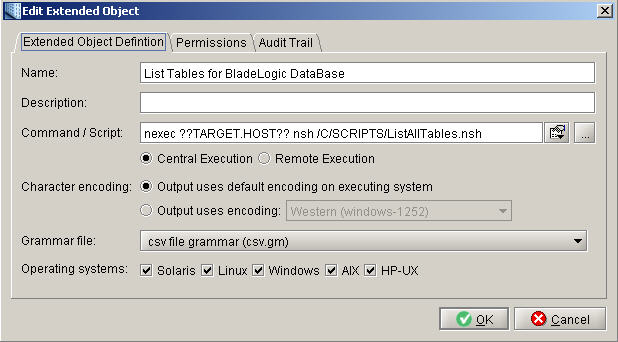 Edit Extended Object
Extended Object Defintion Permissions Audit Trail
Name: List Tables for BladeLogic DataBase
Description:
Command / Script: nexec ??TARGET.HOST?? nsh /C/SCRIPTS/ListAllTables.nsh ...
Central Execution Remote Execution
Character encoding: Output uses default encoding on executing system
Output uses encoding: Western (windows-1252)
Grammar file: csv file grammar (csv.gm)
Operating systems: Solaris Linux Windows AIX HP-UX
OK Cancel